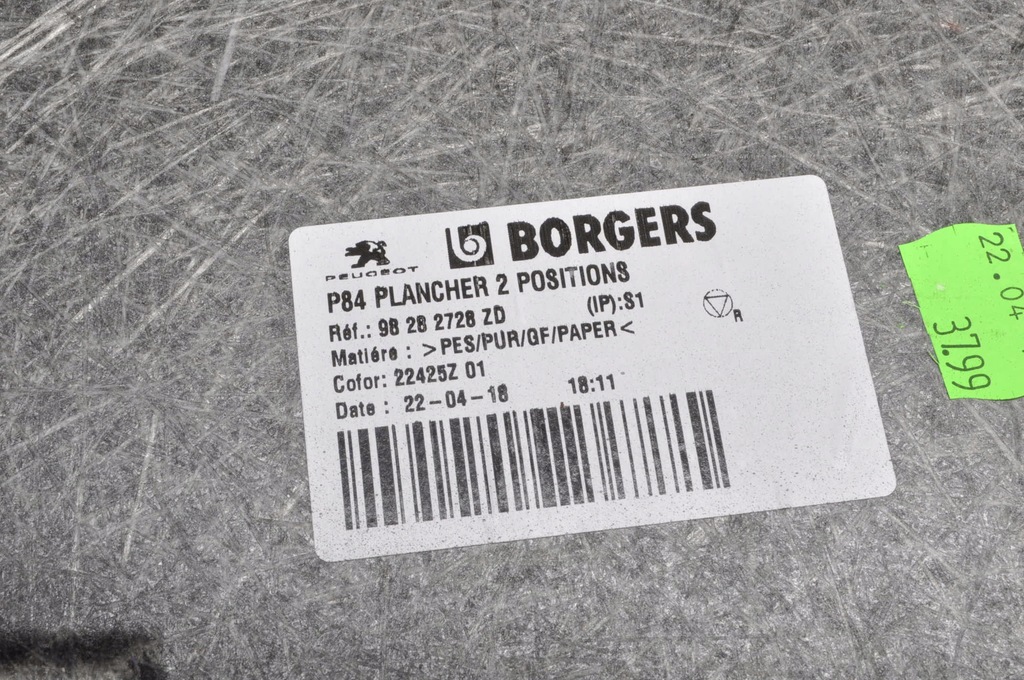 PEUGEOT
BORGERS
P84 PLANCHER 2 POSITIONS
Réf.: 98 28 2728 ZD (IP):S1
R
Matiére : >PES/PUR/GF/PAPER<
Cofor: 22425Z 01
Date : 22-04-18 18:11
22.04
37.99